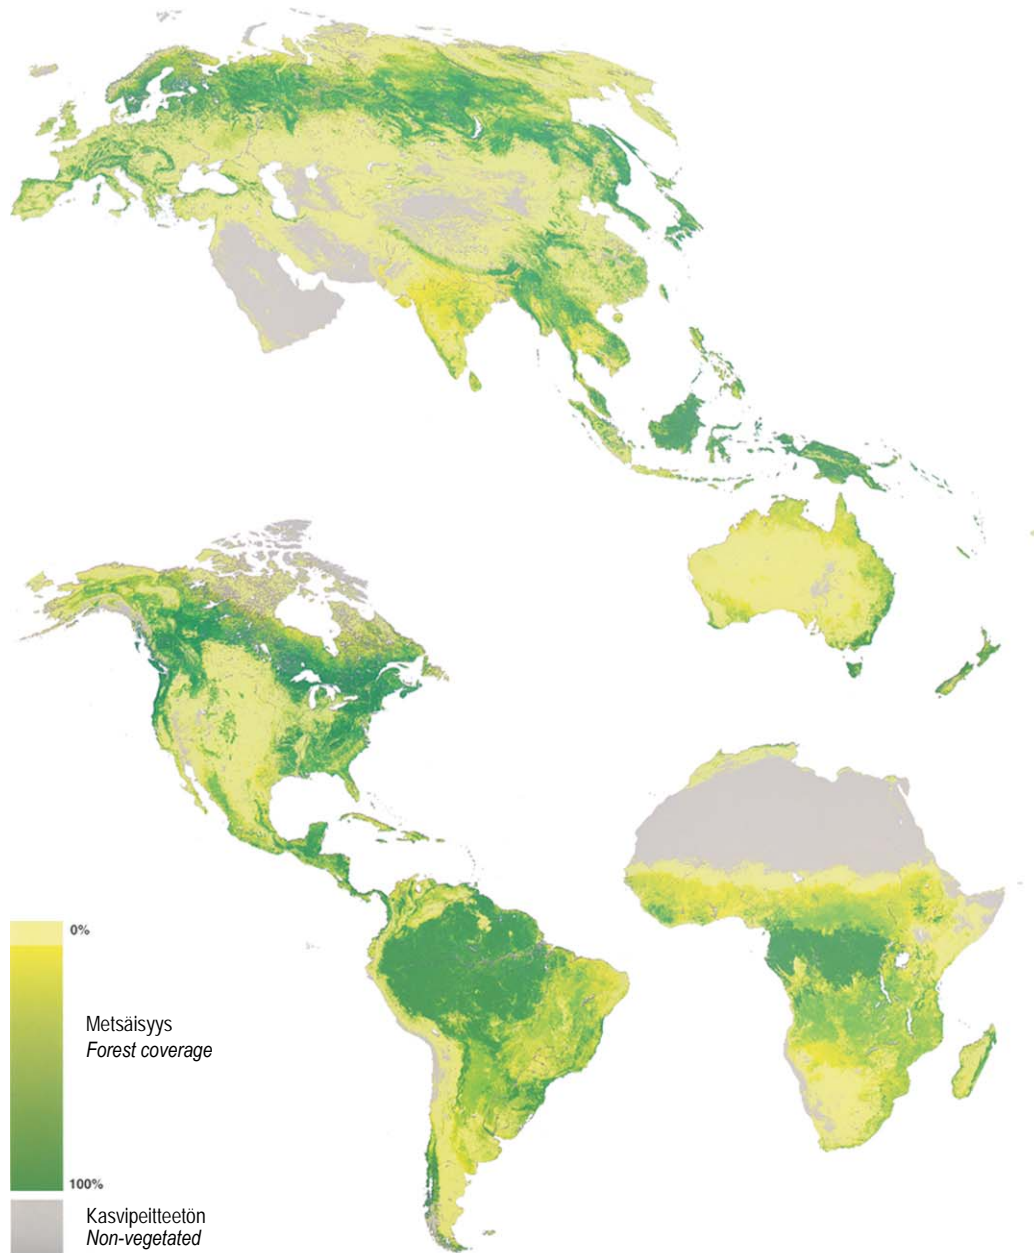 0%
Metsäisyys
Forest coverage
100%
Kasvipeitteetön
Non-vegetated